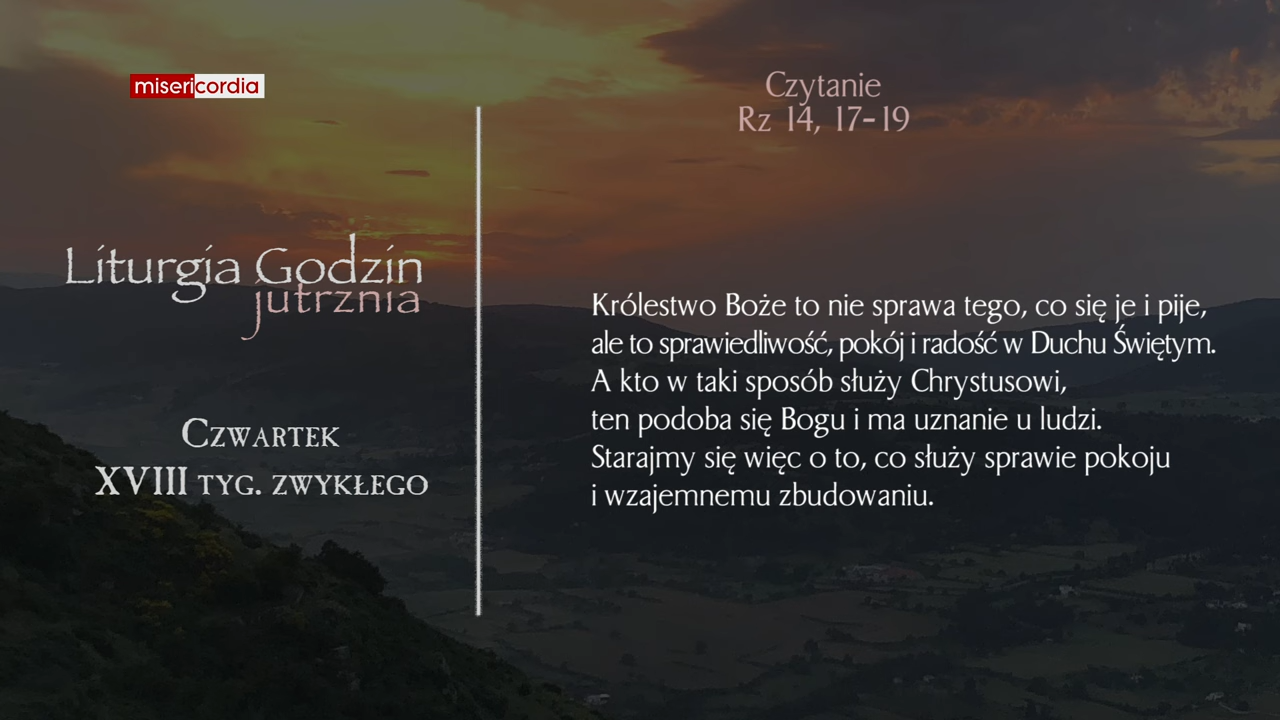 misericordia
Liturgia Godzin
jutrznia
Czwartek
XVIII tyg. zwykłego
Czytanie
Rz 14, 17-19
Królestwo Boże to nie sprawa tego, co się je i pije,
ale to sprawiedliwość, pokój i radość w Duchu Świętym.
A kto w taki sposób służy Chrystusowi,
ten podoba się Bogu i ma uznanie u ludzi.
Starajmy się więc o to, co służy sprawie pokoju
i wzajemnemu zbudowaniu.